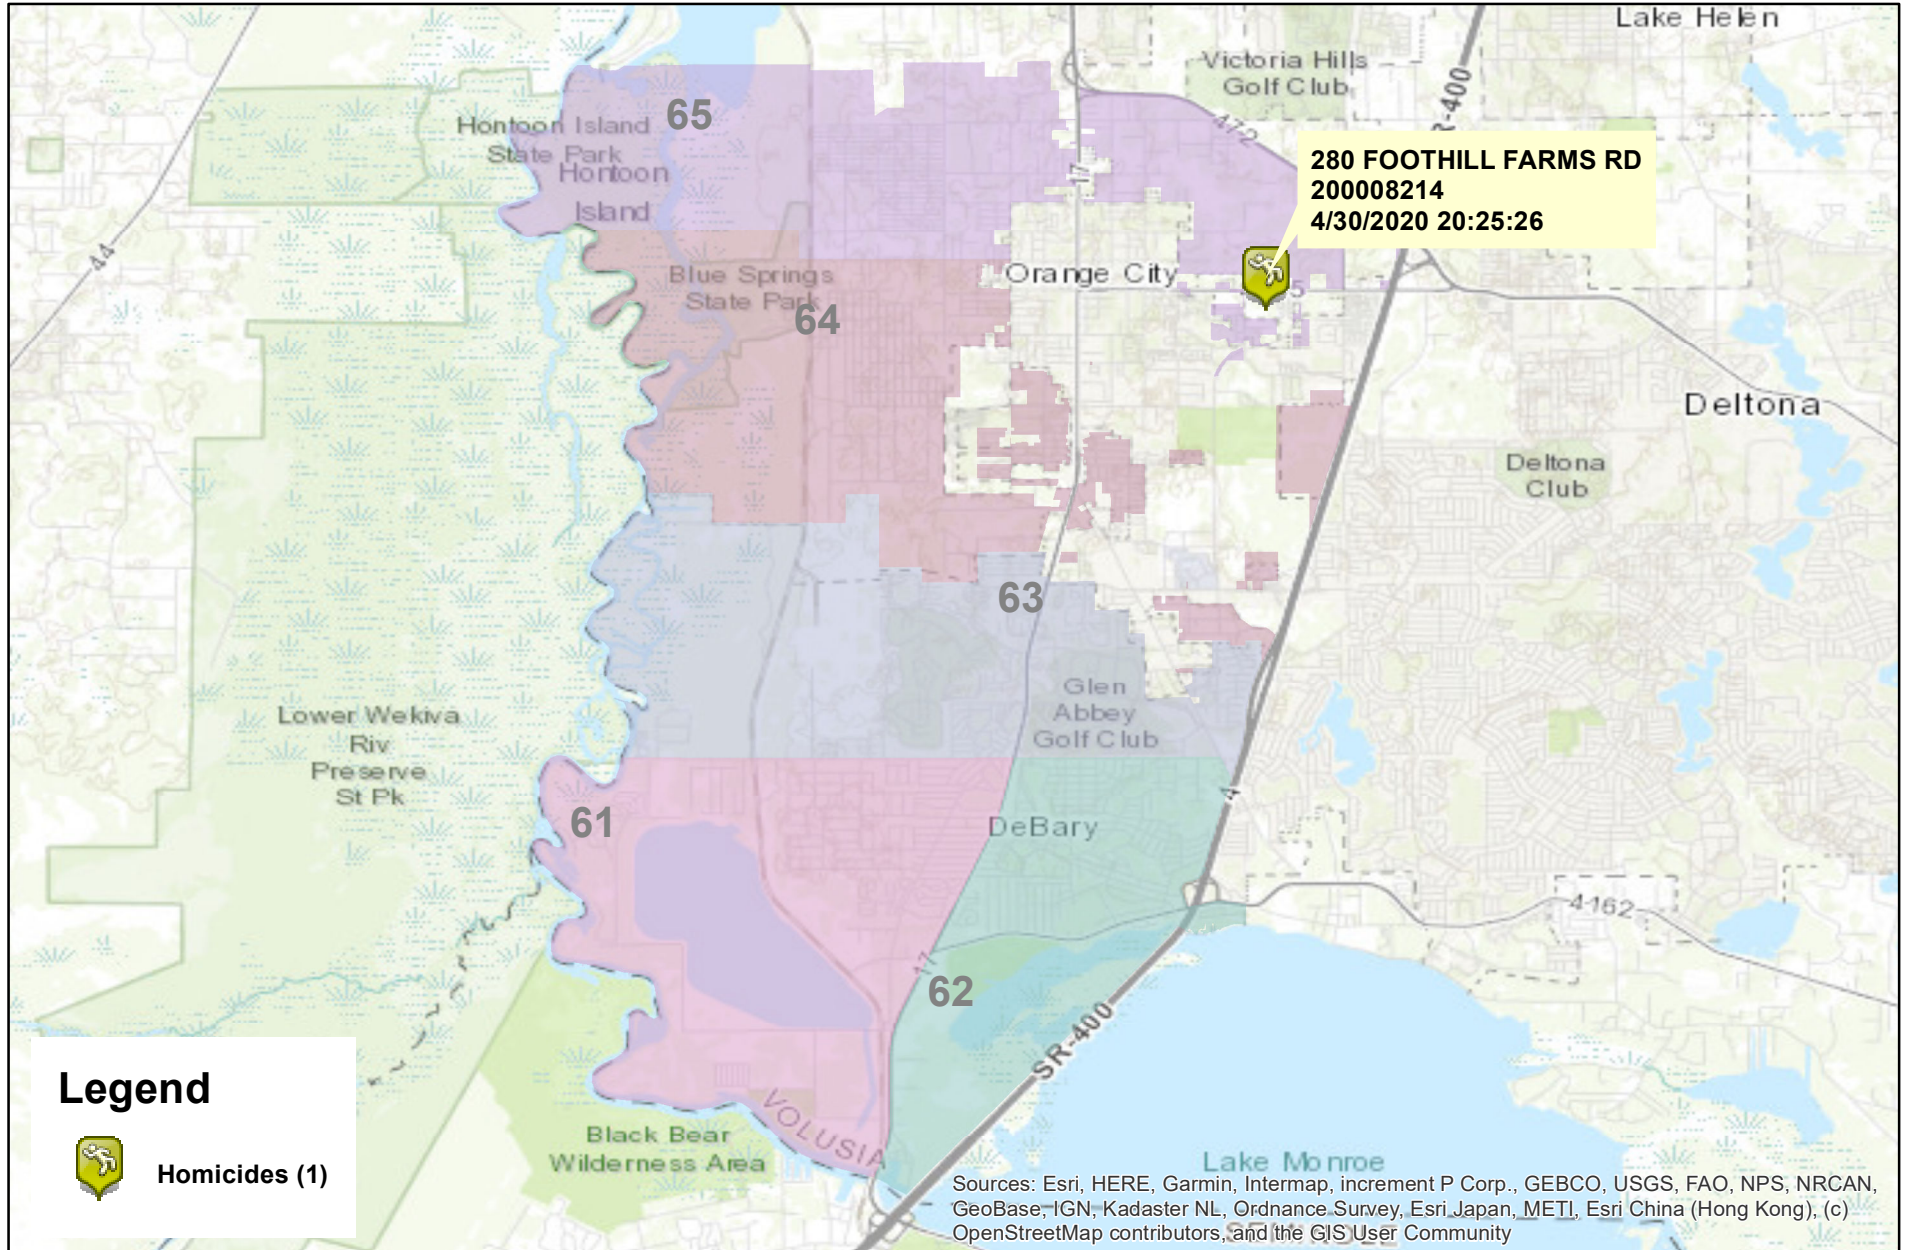 Lake Helen
Victoria Hills
Golf Club
65
Hontoon Island
State Park
Hontoon
Island
472
280 FOOTHILL FARMS RD
200008214
4/30/2020 20:25:26
17
44
Blue Springs
State Park
64
Orange City
Deltona
Deltona
Club
63
Glen
Abbey
Golf Club
Lower Wekiva
Riv
Preserve
St Pk
61
DeBary
4
4162
17
62
SR-400
VOLUSIA
Black Bear
Wilderness Area
Lake Monroe
Legend
Homicides (1)
Sources: Esri, HERE, Garmin, Intermap, increment P Corp., GEBCO, USGS, FAO, NPS, NRCAN,
GeoBase, IGN, Kadaster NL, Ordnance Survey, Esri Japan, METI, Esri China (Hong Kong), (c)
OpenStreetMap contributors, and the GIS User Community